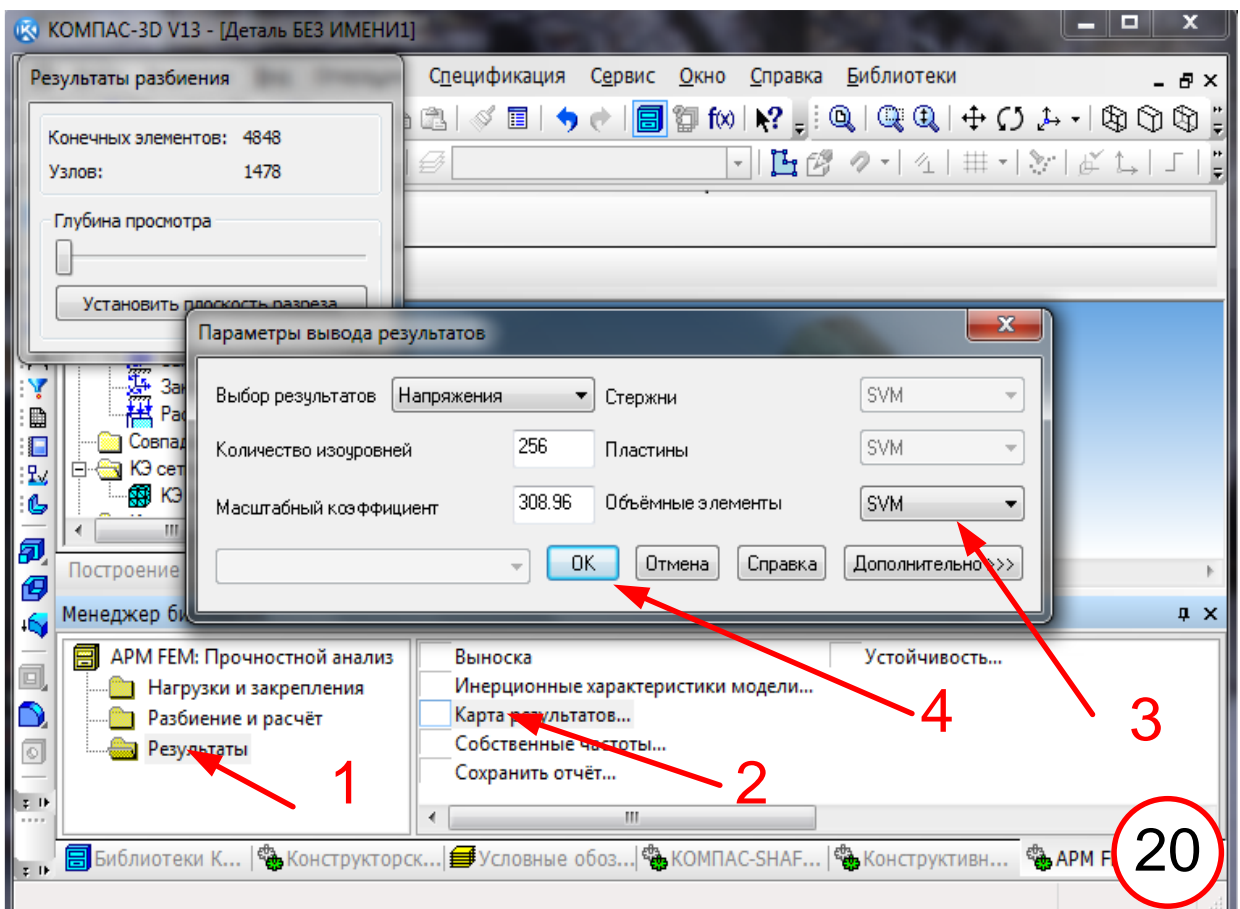 КОМПАС-3D V13 - [Деталь БЕЗ ИМЕНИ1]
Результаты разбиения
Спецификация Сервис Окно Справка Библиотеки
Конечных элементов: 4848
Узлов: 1478
f(x)
Глубина просмотра
Установить плоскость разреза
Параметры вывода результатов
Выбор результатов Напряжения Стержни SVM
Количество изоуровней 256 Пластины SVM
Масштабный коэффициент 308.96 Объёмные элементы SVM
OK Отмена Справка Дополнительно >>>
Совпад
КЭ сет
КЭ
Построение
Менеджер би
APM FEM: Прочностной анализ
Нагрузки и закрепления
Разбиение и расчёт
Результаты
Выноска
Инерционные характеристики модели...
Карта результатов...
Собственные частоты...
Сохранить отчёт...
Устойчивость...
1
2
3
4
Библиотеки К... Конструкторск... Условные обоз... КОМПАС-SHAF... Конструктивн... APM F
20